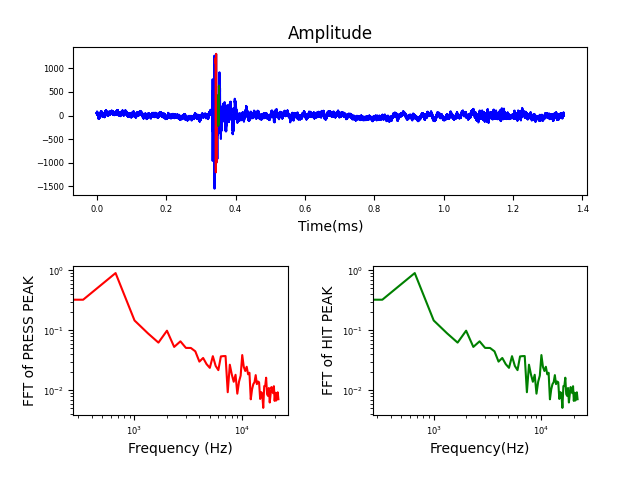 Amplitude
1000
500
0
−500
−1000
−1500
0.0 0.2 0.4 0.6 0.8 1.0 1.2 1.4
Time(ms)
FFT of PRESS PEAK
10⁰
10⁻¹
10⁻²
10³ 10⁴
Frequency (Hz)
FFT of HIT PEAK
10⁰
10⁻¹
10⁻²
10³ 10⁴
Frequency(Hz)